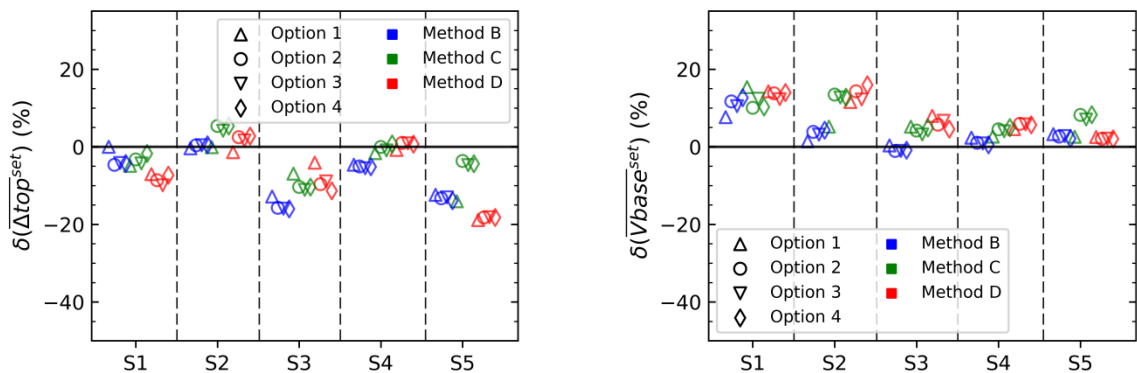 Option 1 Method B
Option 2 Method C
Option 3 Method D
Option 4
20
0
−20
−40
δ(Δtop^set) (%)
S1 S2 S3 S4 S5
20
0
−20
−40
δ(Vbase^set) (%)
Option 1 Method B
Option 2 Method C
Option 3 Method D
Option 4
S1 S2 S3 S4 S5